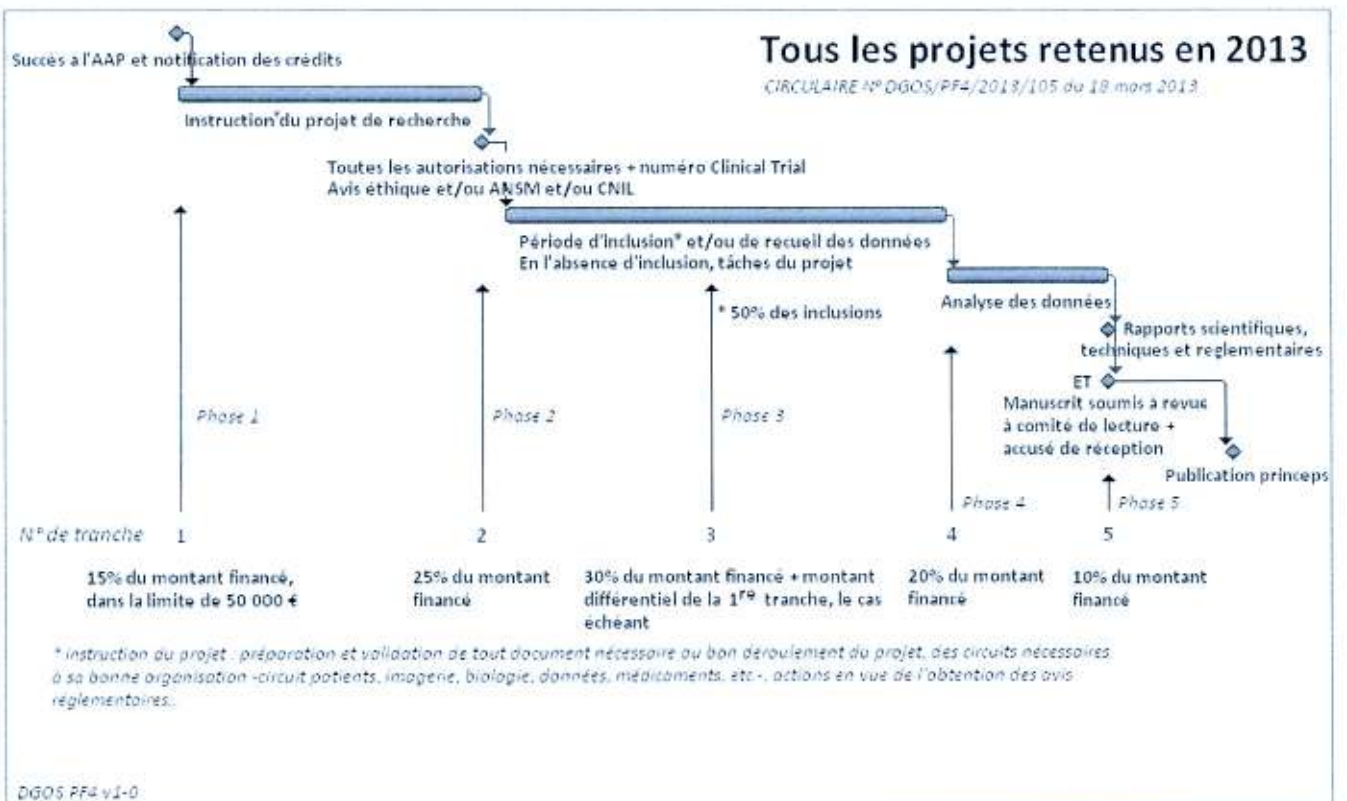 Tous les projets retenus en 2013
CIRCULAIRE N° DGOS/PF4/2013/105 du 18 mars 2013
Succès a l'AAP et notification des crédits
Instruction*du projet de recherche
Toutes les autorisations nécessaires + numéro Clinical Trial
Avis éthique et/ou ANSM et/ou CNIL
Période d'inclusion* et/ou de recueil des données
En l'absence d'inclusion, tâches du projet
* 50% des inclusions
Analyse des données
Rapports scientifiques,
techniques et reglementaires
ET
Manuscrit soumis à revue
à comité de lecture +
accusé de réception
Publication princeps
Phase 1
Phase 2
Phase 3
Phase 4
Phase 5
N° de tranche 1 2 3 4 5
15% du montant financé,
dans la limite de 50 000 €
25% du montant
financé
30% du montant financé + montant
différentiel de la 1re tranche, le cas
échéant
20% du montant
financé
10% du montant
financé
* instruction du projet : préparation et validation de tout document nécessaire au bon déroulement du projet, des circuits nécessaires
à sa bonne organisation -circuit patients, imagerie, biologie, données, médicaments, etc.-, actions en vue de l'obtention des avis
réglementaires..
DGOS PF4 v1-0